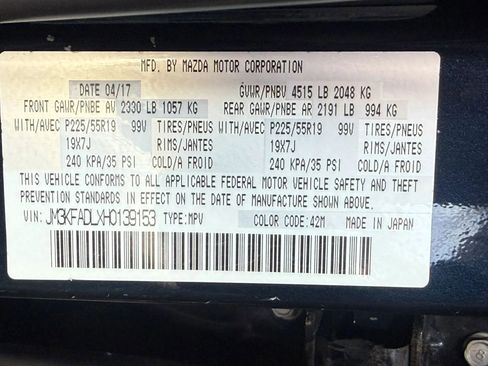 MFD. BY MAZDA MOTOR CORPORATION
DATE 04/17 GVWR/PNBV 4515 LB 2048 KG
FRONT GAWR/PNBE AV 2330 LB 1057 KG REAR GAWR/PNBE AR 2191 LB 994 KG
WITH/AVEC P225/55R19 99V TIRES/PNEUS WITH/AVEC P225/55R19 99V TIRES/PNEUS
19X7J RIMS/JANTES 19X7J RIMS/JANTES
240 KPA/35 PSI COLD/A FROID 240 KPA/35 PSI COLD/A FROID
THIS VEHICLE CONFORMS TO ALL APPLICABLE FEDERAL MOTOR VEHICLE SAFETY AND THEFT
PREVENTION STANDARDS IN EFFECT ON THE DATE OF MANUFACTURE SHOWN ABOVE.
VIN: JM3KFADLXH0139153 TYPE: MPV COLOR CODE: 42M MADE IN JAPAN